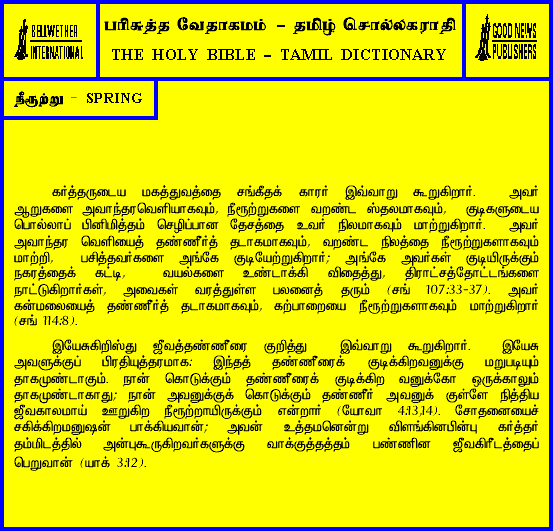 BELLWETHER
INTERNATIONAL
பரிசுத்த வேதாகமம் – தமிழ் சொல்லகராதி
THE HOLY BIBLE – TAMIL DICTIONARY
GOOD NEWS
PUBLISHERS
நீரூற்று – SPRING
கர்த்தருடைய மகத்துவத்தை சங்கீதக் காரர் இவ்வாறு கூறுகிறார். அவர்
ஆறுகளை அவாந்தரவெளியாகவும், நீரூற்றுகளை வறண்ட ஸ்தலமாகவும், குடிகளுடைய
பொல்லாப் பினிமித்தம் செழிப்பான தேசத்தை உவர் நிலமாகவும் மாற்றுகிறார். அவர்
அவாந்தர வெளியைத் தண்ணீர்த் தடாகமாகவும், வறண்ட நிலத்தை நீரூற்றுகளாகவும்
மாற்றி, பசித்தவர்களை அங்கே குடியேற்றுகிறார்; அங்கே அவர்கள் குடியிருக்கும்
நகரத்தைக் கட்டி, வயல்களை உண்டாக்கி விதைத்து, திராட்சத்தோட்டங்களை
நாட்டுகிறார்கள், அவைகள் வரத்துள்ள பலனைத் தரும் (சங் 107:33-37). அவர்
கன்மலையைத் தண்ணீர்த் தடாகமாகவும், கற்பாறையை நீரூற்றுகளாகவும் மாற்றுகிறார்
(சங் 114:8).
இயேசுகிறிஸ்து ஜீவத்தண்ணீரை குறித்து இவ்வாறு கூறுகிறார். இயேசு
அவளுக்குப் பிரதியுத்தரமாக: இந்தத் தண்ணீரைக் குடிக்கிறவனுக்கு மறுபடியும்
தாகமுண்டாகும். நான் கொடுக்கும் தண்ணீரைக் குடிக்கிற வனுக்கோ ஒருக்காலும்
தாகமுண்டாகாது; நான் அவனுக்குக் கொடுக்கும் தண்ணீர் அவனுக் குள்ளே நித்திய
ஜீவகாலமாய் ஊறுகிற நீரூற்றாயிருக்கும் என்றார் (யோவா 4:13,14). சோதனையைச்
சகிக்கிறமனுஷன் பாக்கியவான்; அவன் உத்தமனென்று விளங்கினபின்பு கர்த்தர்
தம்மிடத்தில் அன்புகூருகிறவர்களுக்கு வாக்குத்தத்தம் பண்ணின ஜீவகிரீடத்தைப்
பெறுவான் (யாக் 3:12).